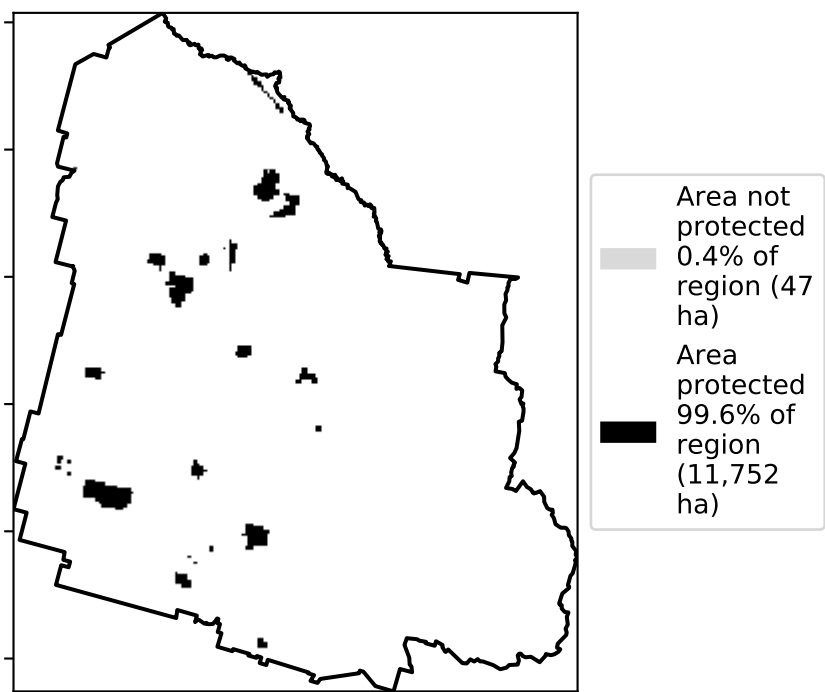 Area not
protected
0.4% of
region (47
ha)
Area
protected
99.6% of
region
(11,752
ha)